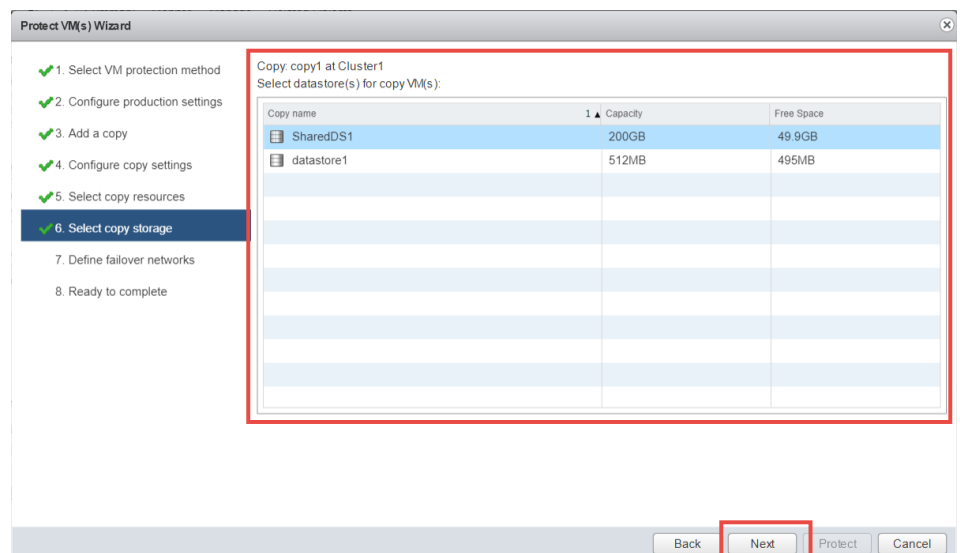 Protect VM(s) Wizard
1. Select VM protection method
2. Configure production settings
3. Add a copy
4. Configure copy settings
5. Select copy resources
6. Select copy storage
7. Define failover networks
8. Ready to complete
Copy: copy1 at Cluster1
Select datastore(s) for copy VM(s):
Copy name 1 ▲ Capacity Free Space
SharedDS1 200GB 49.9GB
datastore1 512MB 495MB
Back Next Protect Cancel